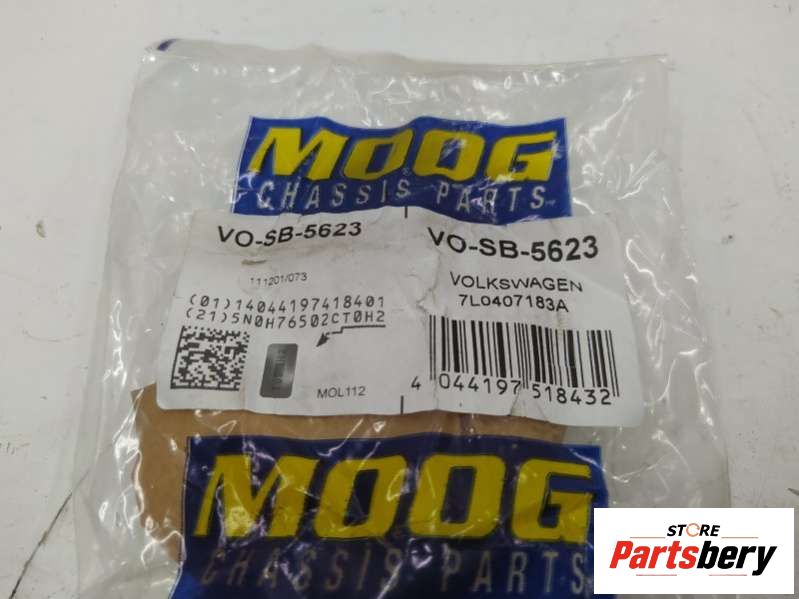 MOOG
CHASSIS PARTS
VO-SB-5623
111201/073
(01)14044197418401
(21)5N0H76502CT0H2
MOL112
VO-SB-5623
VOLKSWAGEN
7L0407183A
4 044197 518432
MOOG
CHASSIS PARTS
STORE
Partsbery